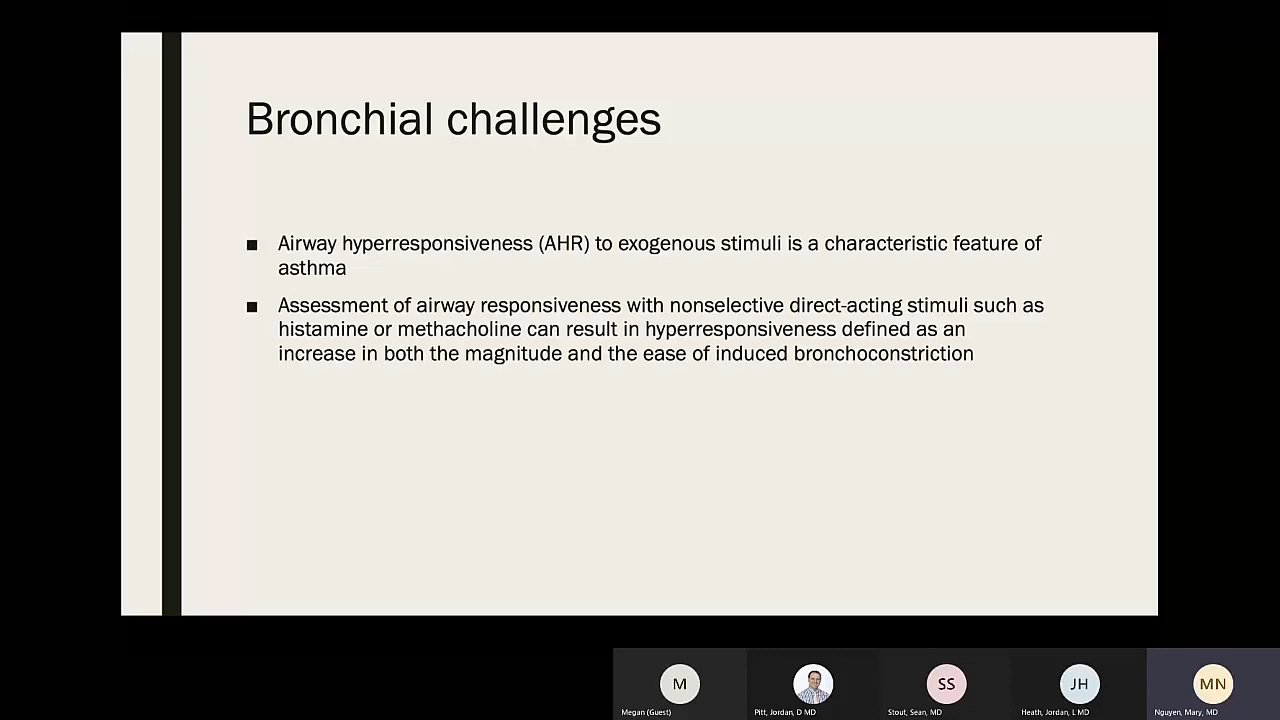 Bronchial challenges
■ Airway hyperresponsiveness (AHR) to exogenous stimuli is a characteristic feature of
asthma
■ Assessment of airway responsiveness with nonselective direct-acting stimuli such as
histamine or methacholine can result in hyperresponsiveness defined as an
increase in both the magnitude and the ease of induced bronchoconstriction
M
SS
JH
MN
Megan (Guest)
Pitt, Jordan, D MD
Stout, Sean, MD
Heath, Jordan, L MD
Nguyen, Mary, MD